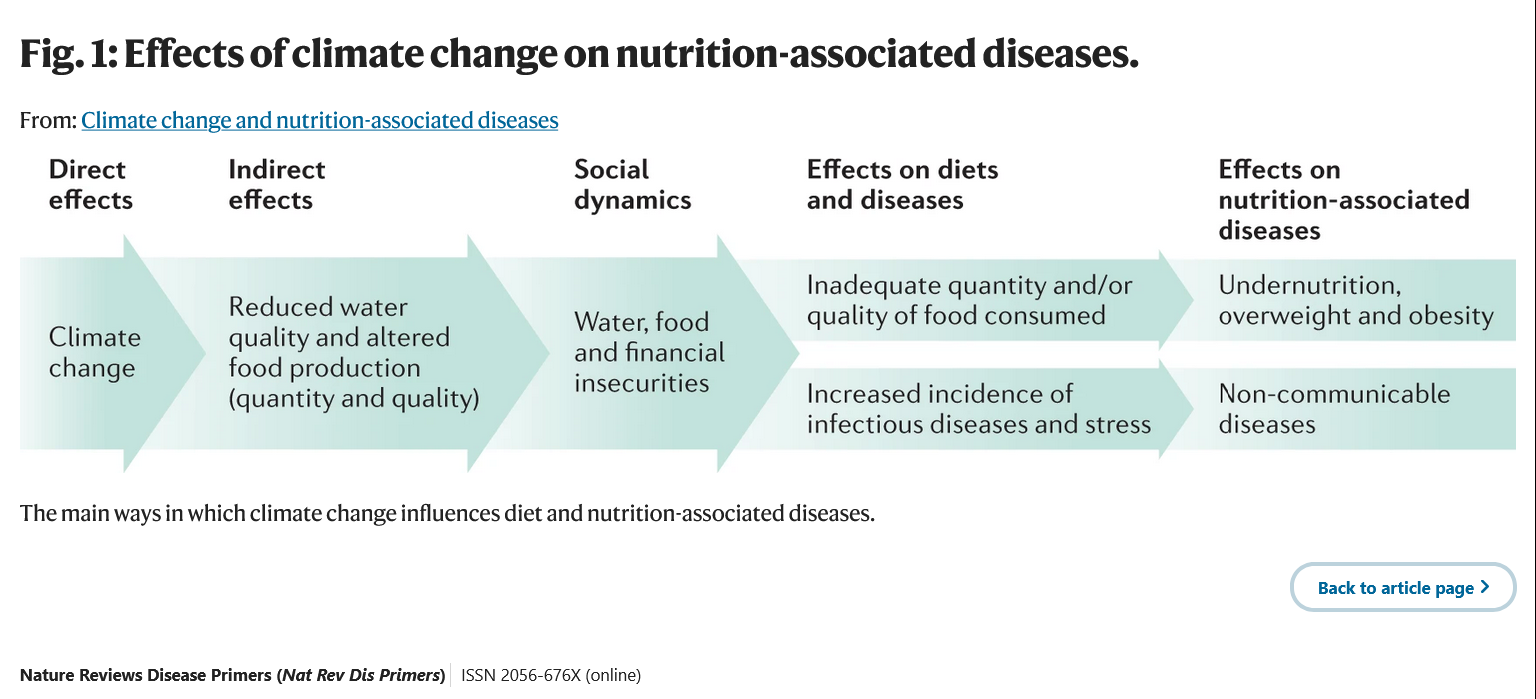 Fig. 1: Effects of climate change on nutrition-associated diseases.
From: Climate change and nutrition-associated diseases
Direct
effects
Indirect
effects
Social
dynamics
Effects on diets
and diseases
Effects on
nutrition-associated
diseases
Climate
change
Reduced water
quality and altered
food production
(quantity and quality)
Water, food
and financial
insecurities
Inadequate quantity and/or
quality of food consumed
Increased incidence of
infectious diseases and stress
Undernutrition,
overweight and obesity
Non-communicable
diseases
The main ways in which climate change influences diet and nutrition-associated diseases.
Back to article page
Nature Reviews Disease Primers (Nat Rev Dis Primers) ISSN 2056-676X (online)